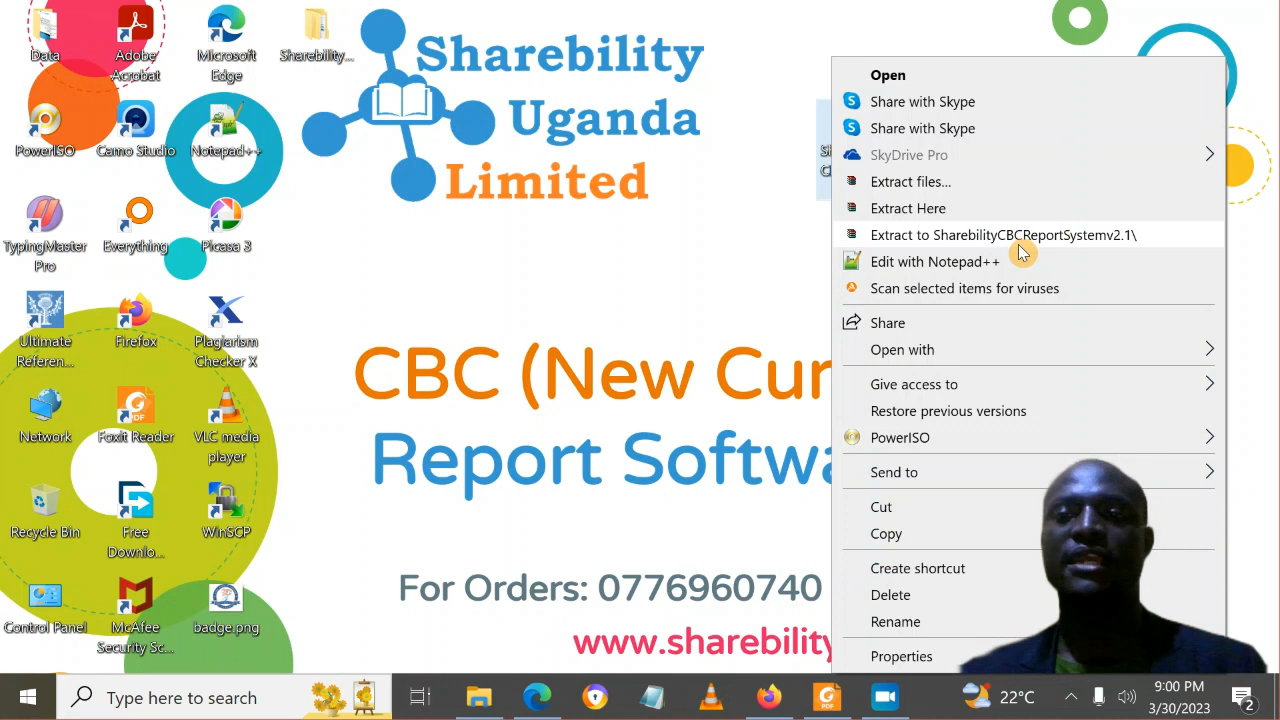 Data
Adobe
Acrobat
Microsoft
Edge
Sharebility...
PowerISO
Camo Studio
Notepad++
TypingMaster
Pro
Everything
Picasa 3
Ultimate
Referen...
Firefox
Plagiarism
Checker X
Network
Foxit Reader
VLC media
player
Recycle Bin
Free
Downlo...
WinSCP
Control Panel
McAfee
Security Sc...
badge.png
Sharebility
Uganda
Limited
CBC (New Cur
Report Softwa
For Orders: 0776960740
www.sharebility
Open
Share with Skype
Share with Skype
SkyDrive Pro
Extract files...
Extract Here
Extract to SharebilityCBCReportSystemv2.1\
Edit with Notepad++
Scan selected items for viruses
Share
Open with
Give access to
Restore previous versions
PowerISO
Send to
Cut
Copy
Create shortcut
Delete
Rename
Properties
Type here to search
22°C
9:00 PM
3/30/2023
2